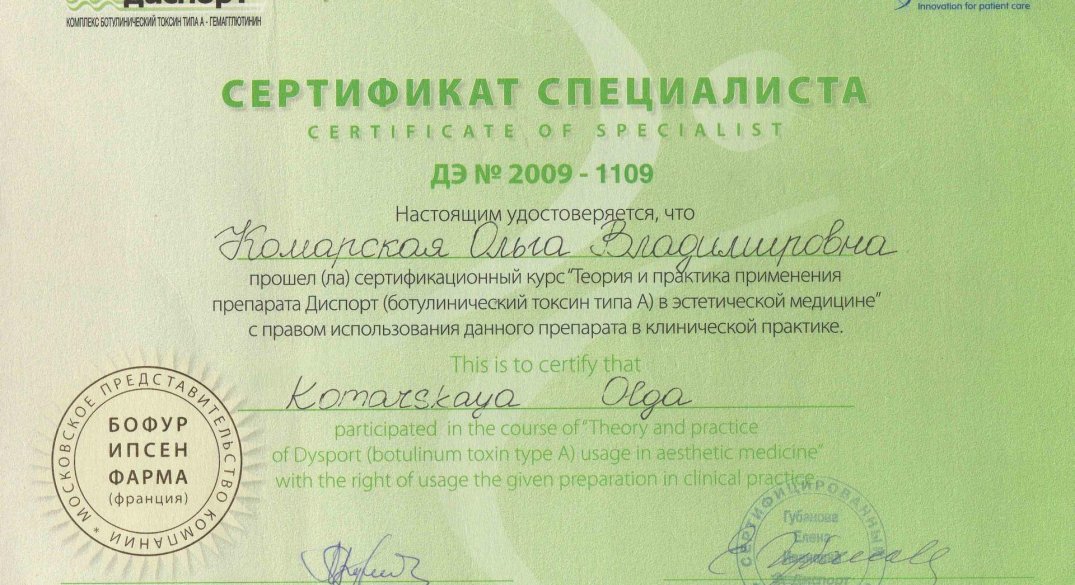 Диспорт
КОМПЛЕКС БОТУЛИНИЧЕСКИЙ ТОКСИН ТИПА А - ГЕМАГГЛЮТИНИН
Innovation for patient care
СЕРТИФИКАТ СПЕЦИАЛИСТА
CERTIFICATE OF SPECIALIST
ДЭ № 2009 - 1109
Настоящим удостоверяется, что
Комарская Ольга Владимировна
прошел (ла) сертификационный курс "Теория и практика применения
препарата Диспорт (ботулинический токсин типа А) в эстетической медицине"
с правом использования данного препарата в клинической практике.
This is to certify that
Komarskaya Olga
participated in the course of "Theory and practice
of Dysport (botulinum toxin type A) usage in aesthetic medicine"
with the right of usage the given preparation in clinical practice.
МОСКОВСКОЕ ПРЕДСТАВИТЕЛЬСТВО КОМПАНИИ *
БОФУР
ИПСЕН
ФАРМА
(франция)
СЕРТИФИЦИРОВАННЫЙ
Губанова
Елена
Диспорт